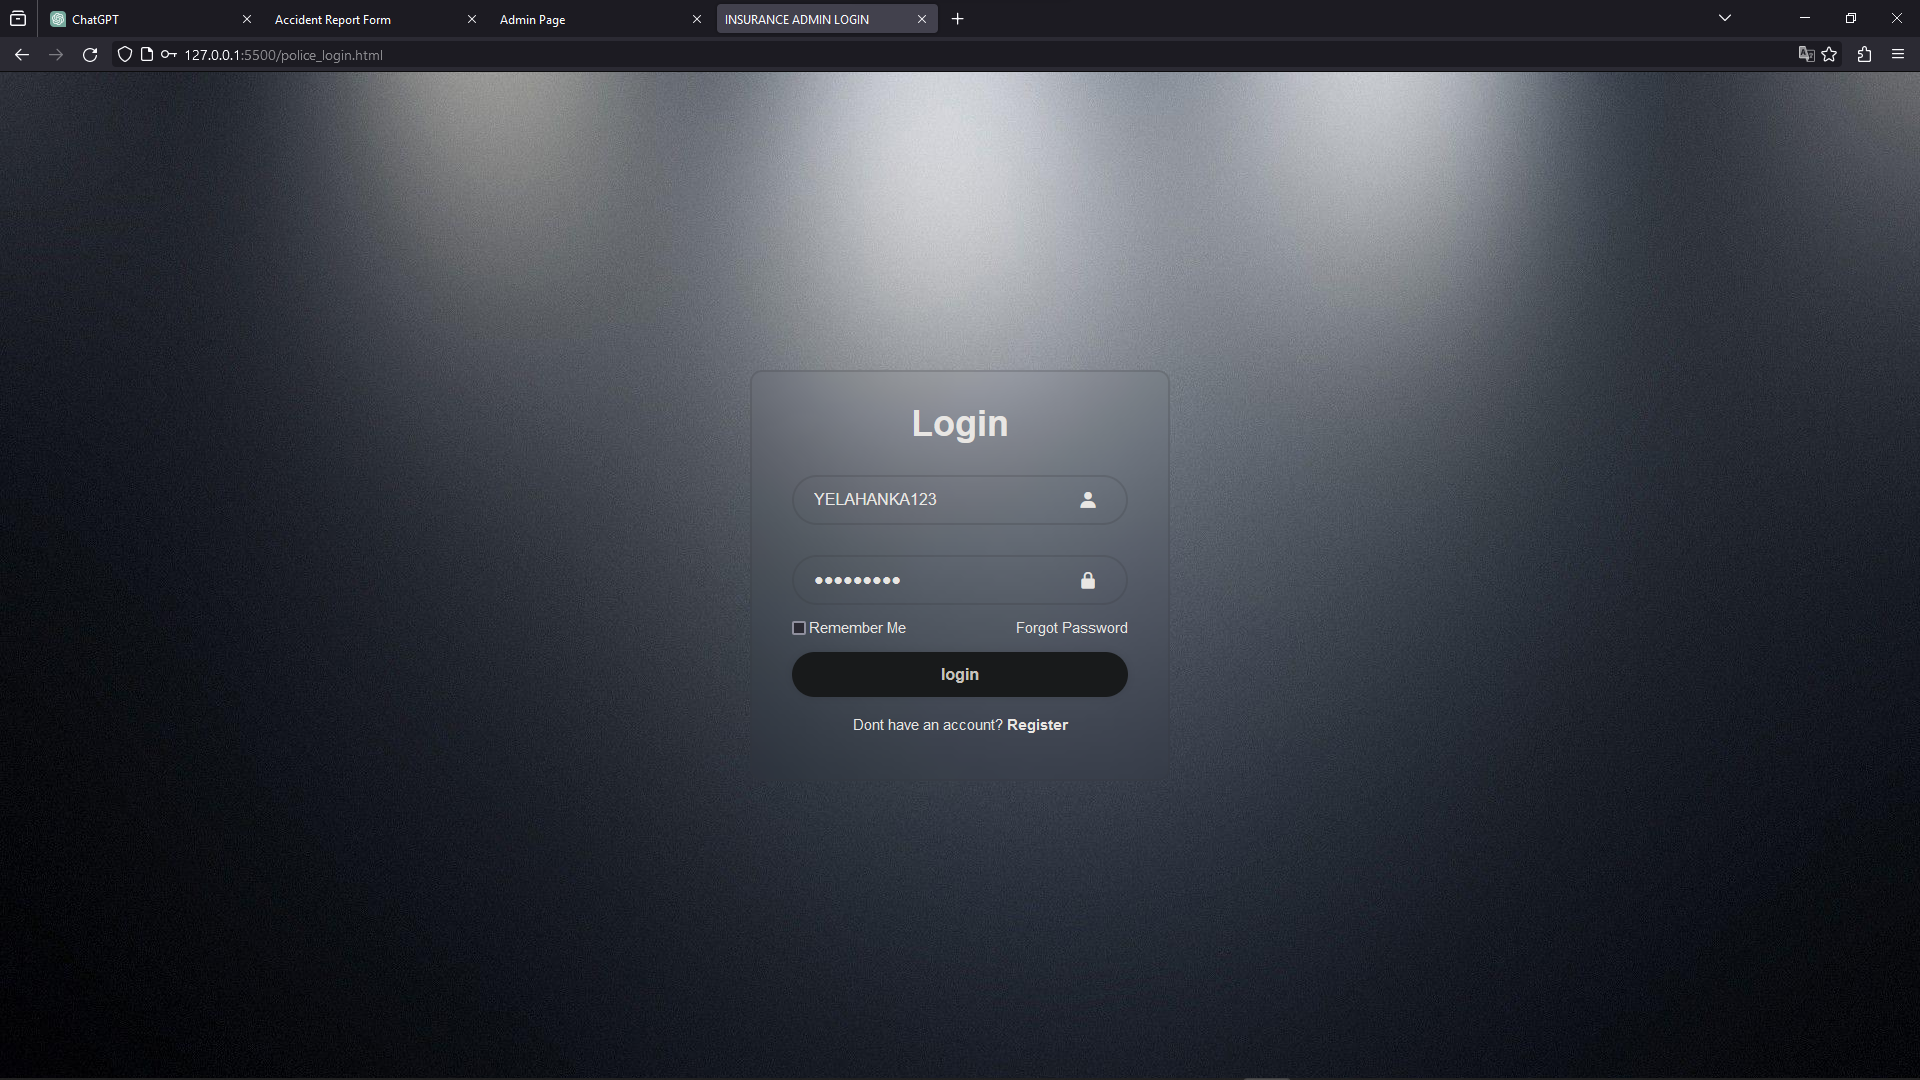 ChatGPT
Accident Report Form
Admin Page
INSURANCE ADMIN LOGIN
127.0.0.1:5500/police_login.html
Login
YELAHANKA123
●●●●●●●●●
Remember Me
Forgot Password
login
Dont have an account? Register